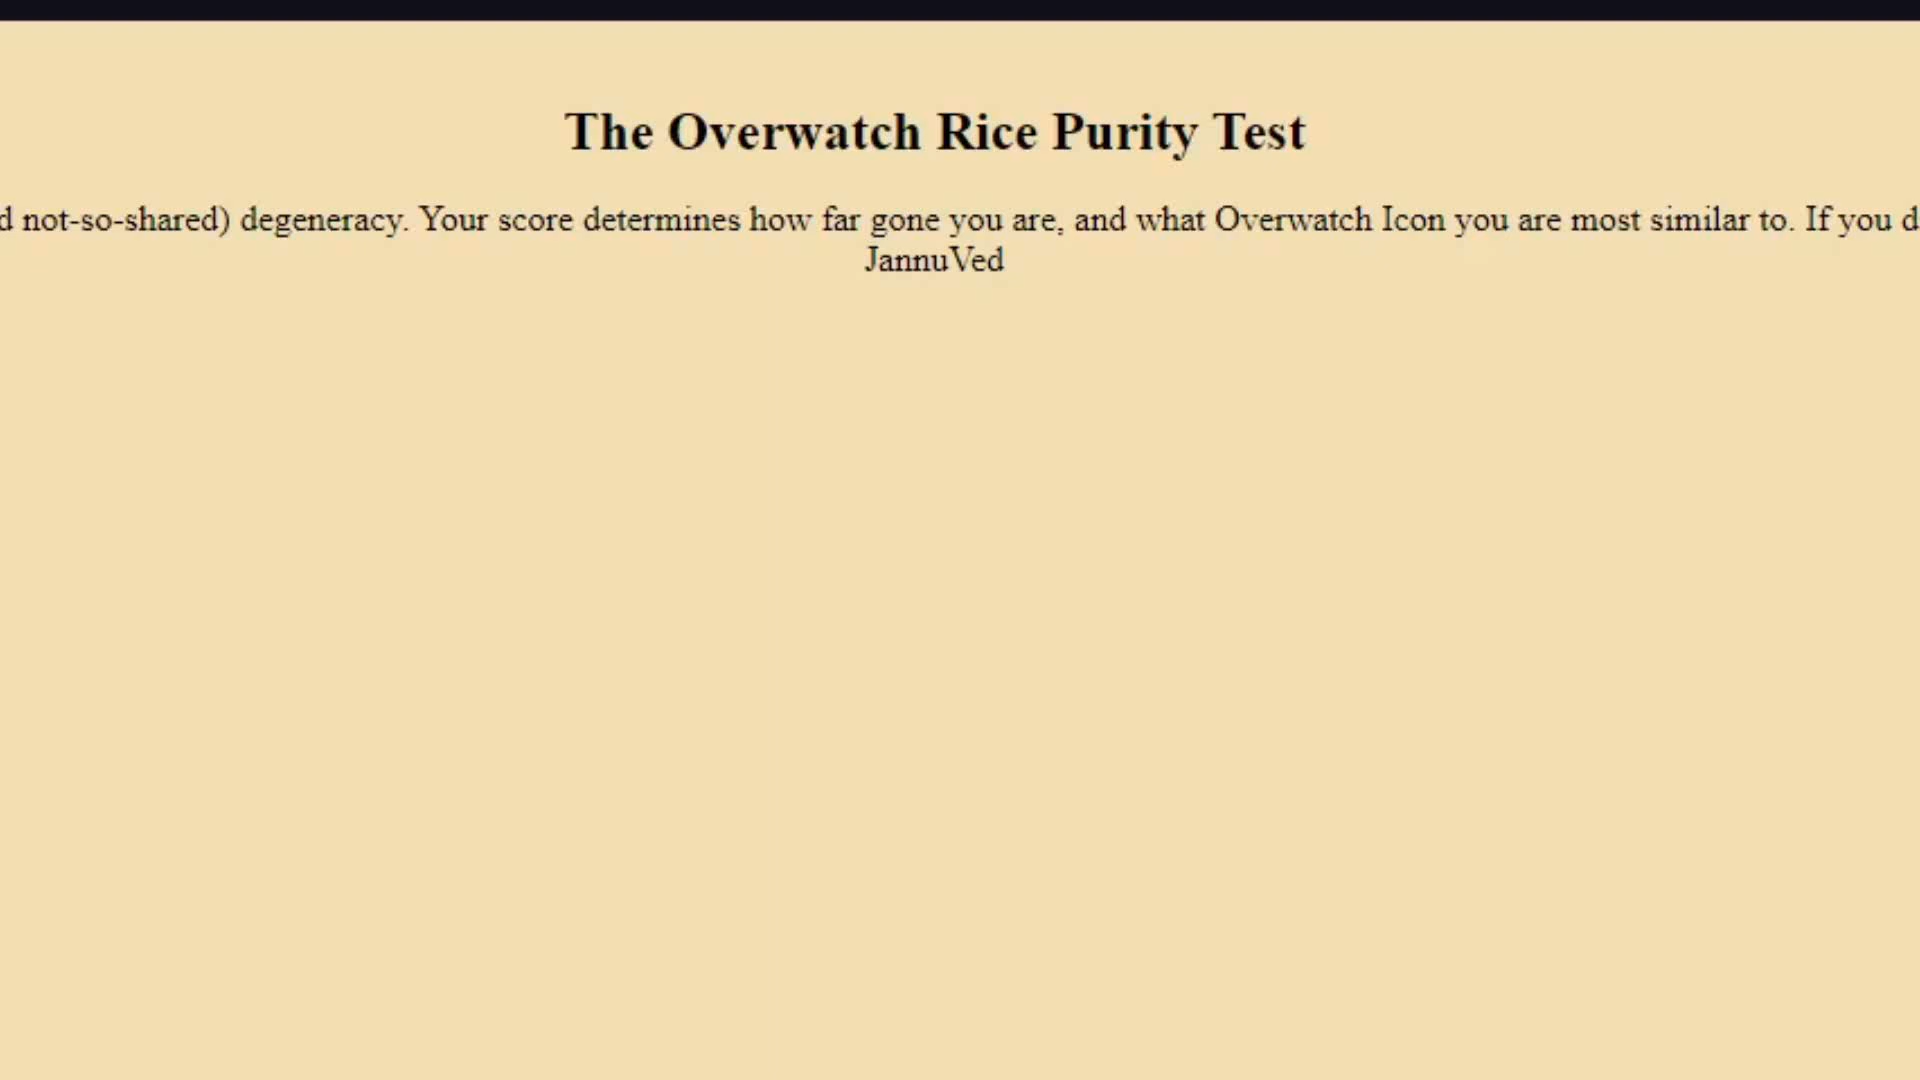 The Overwatch Rice Purity Test
not-so-shared) degeneracy. Your score determines how far gone you are, and what Overwatch Icon you are most similar to. If you
JannuVed